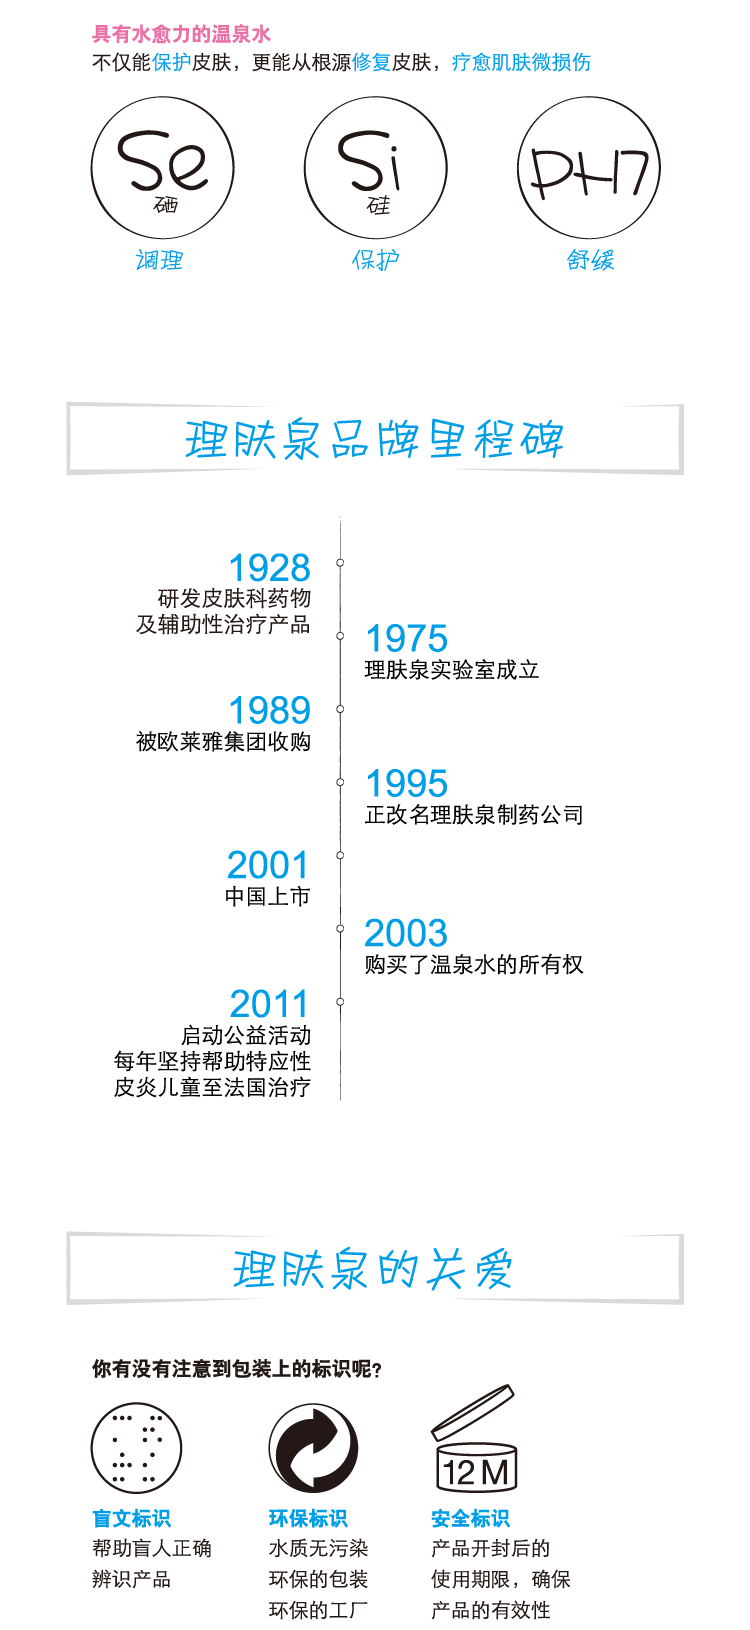 具有水愈力的温泉水
不仅能保护皮肤，更能从根源修复皮肤，疗愈肌肤微损伤
Se
硒
Si
硅
PH7
调理
保护
舒缓
理肤泉品牌里程碑
1928
研发皮肤科药物
及辅助性治疗产品
1975
理肤泉实验室成立
1989
被欧莱雅集团收购
1995
正改名理肤泉制药公司
2001
中国上市
2003
购买了温泉水的所有权
2011
启动公益活动
每年坚持帮助特应性
皮炎儿童至法国治疗
理肤泉的关爱
你有没有注意到包装上的标识呢?
12 M
盲文标识
帮助盲人正确
辨识产品
环保标识
水质无污染
环保的包装
环保的工厂
安全标识
产品开封后的
使用期限，确保
产品的有效性